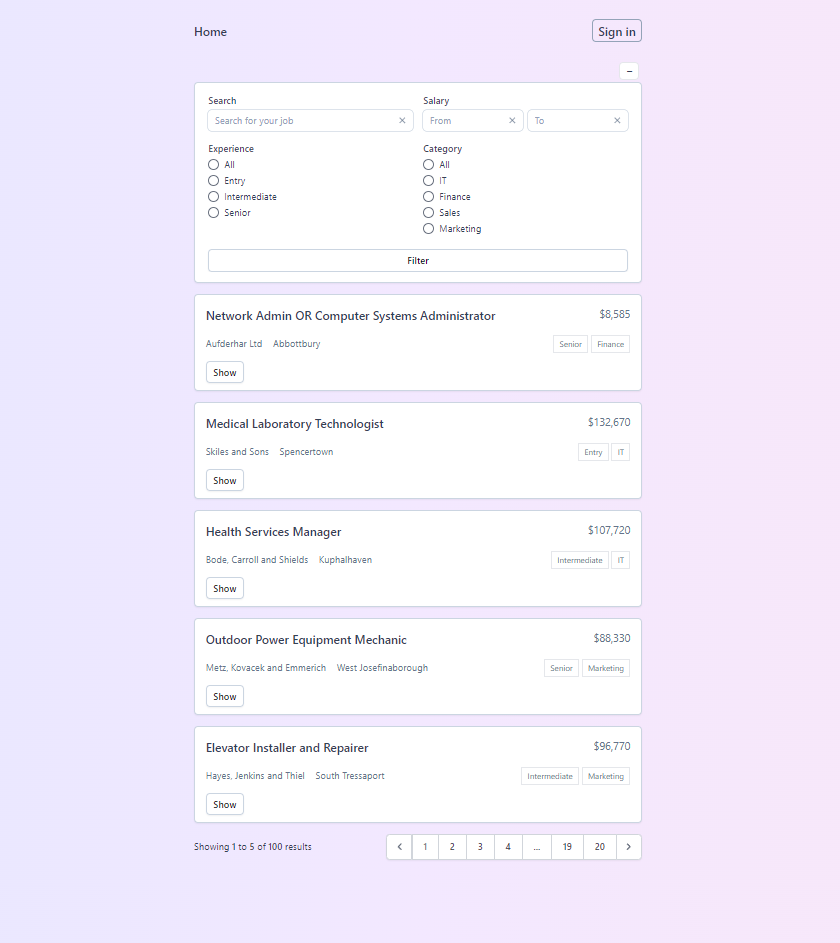 Home Sign in
−
Search Salary
Search for your job From To
Experience Category
All All
Entry IT
Intermediate Finance
Senior Sales
Marketing
Filter
Network Admin OR Computer Systems Administrator $8,585
Aufderhar Ltd Abbottbury Senior Finance
Show
Medical Laboratory Technologist $132,670
Skiles and Sons Spencertown Entry IT
Show
Health Services Manager $107,720
Bode, Carroll and Shields Kuphalhaven Intermediate IT
Show
Outdoor Power Equipment Mechanic $88,330
Metz, Kovacek and Emmerich West Josefinaborough Senior Marketing
Show
Elevator Installer and Repairer $96,770
Hayes, Jenkins and Thiel South Tressaport Intermediate Marketing
Show
Showing 1 to 5 of 100 results 1 2 3 4 ... 19 20